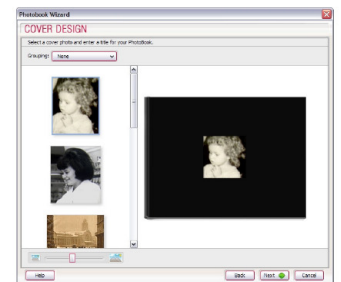 Photobook Wizard
COVER DESIGN
Select a cover photo and enter a title for your PhotoBook.
Grouping: None
Help
Back
Next
Cancel